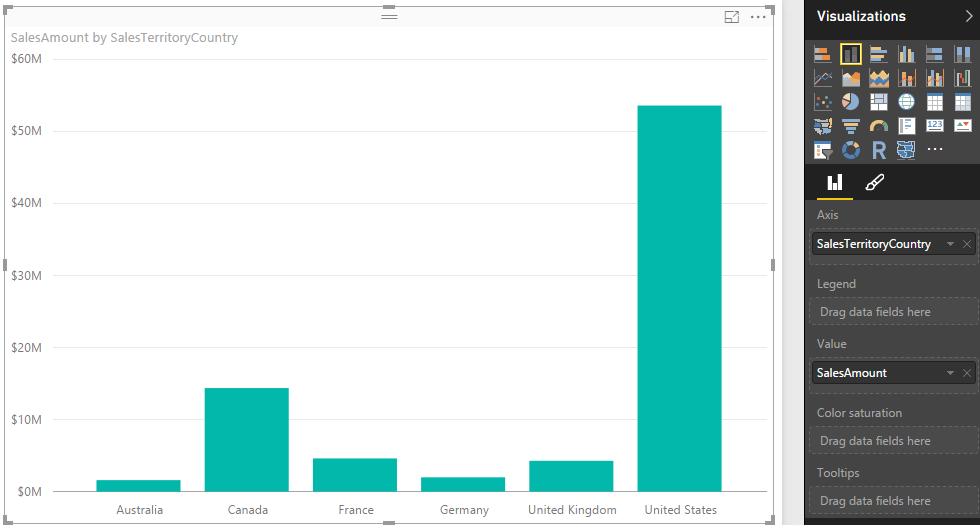 SalesAmount by SalesTerritoryCountry
$60M
$50M
$40M
$30M
$20M
$10M
$0M
Australia Canada France Germany United Kingdom United States
Visualizations
123
R
Axis
SalesTerritoryCountry
Legend
Drag data fields here
Value
SalesAmount
Color saturation
Drag data fields here
Tooltips
Drag data fields here